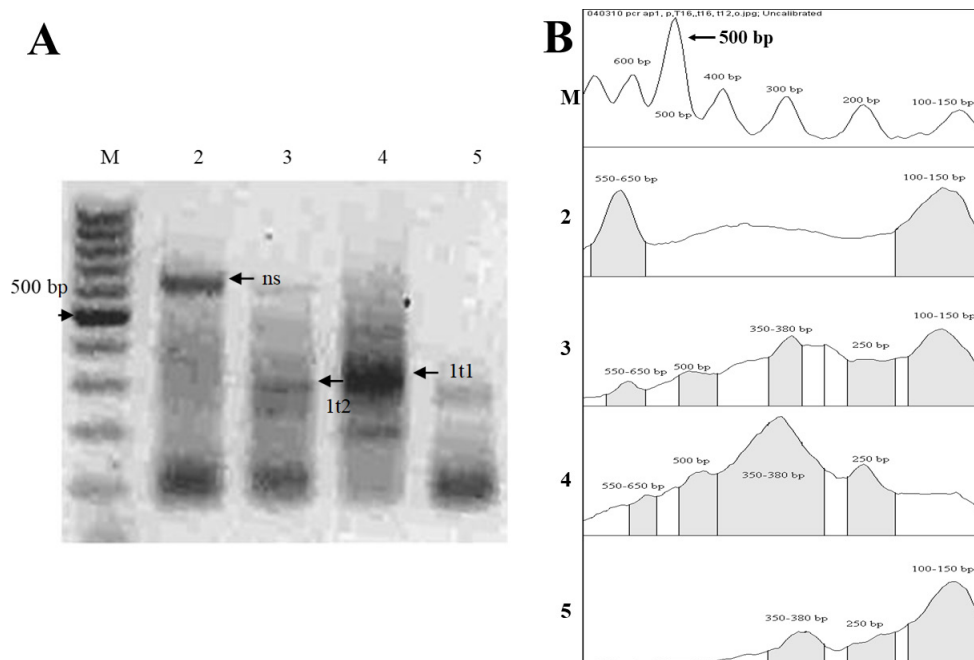 A
M 2 3 4 5
500 bp
ns
1t1
1t2
B
040310 pcr ap1, p,T16,,t16, t12,o.jpg; Uncalibrated
M
500 bp
600 bp
500 bp
400 bp
300 bp
200 bp
100-150 bp
2
550-650 bp
100-150 bp
3
550-650 bp
500 bp
350-380 bp
250 bp
100-150 bp
4
550-650 bp
500 bp
350-380 bp
250 bp
5
350-380 bp
250 bp
100-150 bp